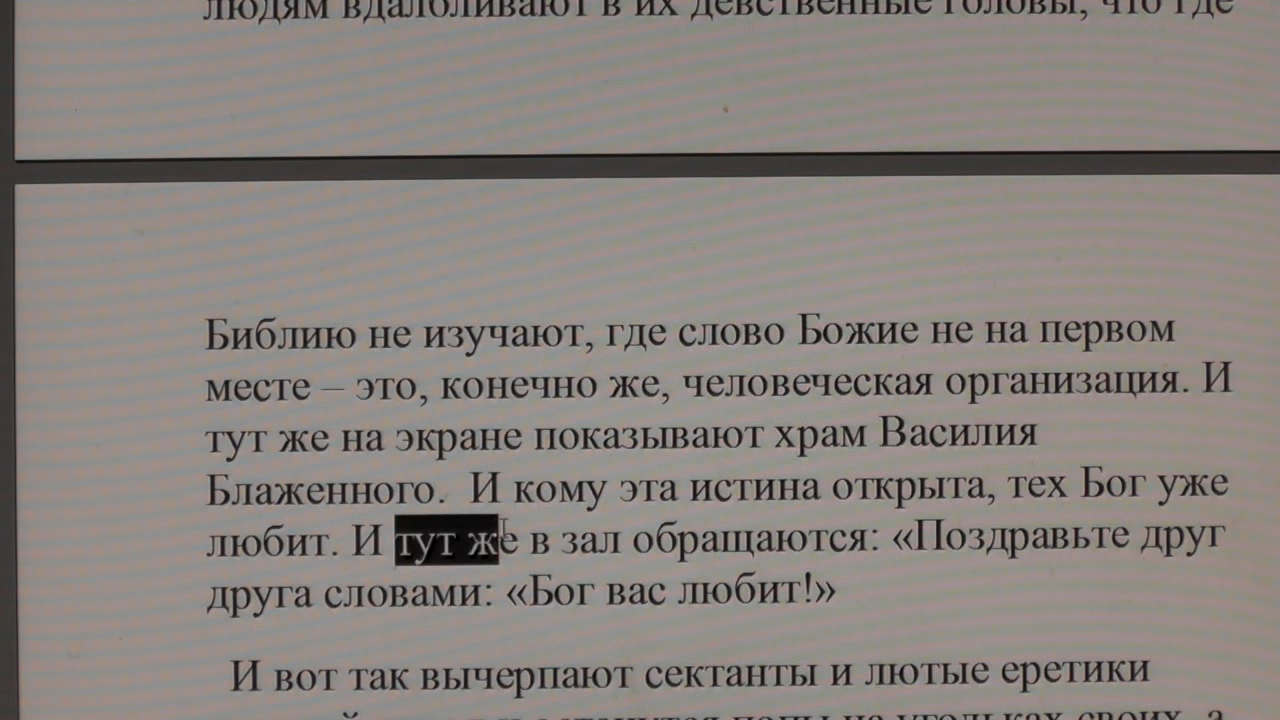 людям вдалбливают в их девственные головы, что где
Библию не изучают, где слово Божие не на первом
месте – это, конечно же, человеческая организация. И
тут же на экране показывают храм Василия
Блаженного.  И кому эта истина открыта, тех Бог уже
любит. И тут же в зал обращаются: «Поздравьте друг
друга словами: «Бог вас любит!»
И вот так вычерпают сектанты и лютые еретики